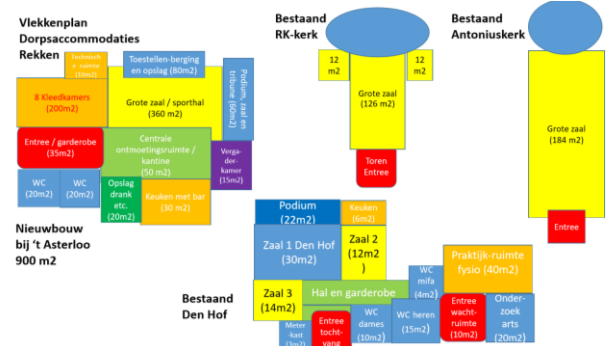 Vlekkenplan
Dorpsaccommodaties
Rekken
Technisch
e ruimte
(10m2)
Toestellen-berging
en opslag (80m2)
Podium, zaal en
tribune (60m2)
8 Kleedkamers
(200m2)
Grote zaal / sporthal
(360 m2)
Entree / garderobe
(35m2)
Centrale
ontmoetingsruimte /
kantine
(50 m2)
Verga-
derkamer
(15m2)
WC
(20m2)
WC
(20m2)
Opslag
drank
etc.
(20m2)
Keuken met bar
(30 m2)
Nieuwbouw
bij ‘t Asterloo
900 m2
Bestaand
RK-kerk
12
m2
12
m2
Grote zaal
(126 m2)
Toren
Entree
Bestaand
Antoniuskerk
Grote zaal
(184 m2)
Entree
Bestaand
Den Hof
Podium
(22m2)
Keuken
(6m2)
Zaal 1 Den Hof
(30m2)
Zaal 2
(12m2
)
Zaal 3
(14m2)
Hal en garderobe
WC
mifa
(4m2)
Praktijk-ruimte
fysio (40m2)
Meter-
kast
(3m2)
Entree
tocht-
vang
WC
dames
(10m2)
WC heren
(15m2)
Entree
wacht-
ruimte
(10m2)
Onder-
zoek
arts
(20m2)